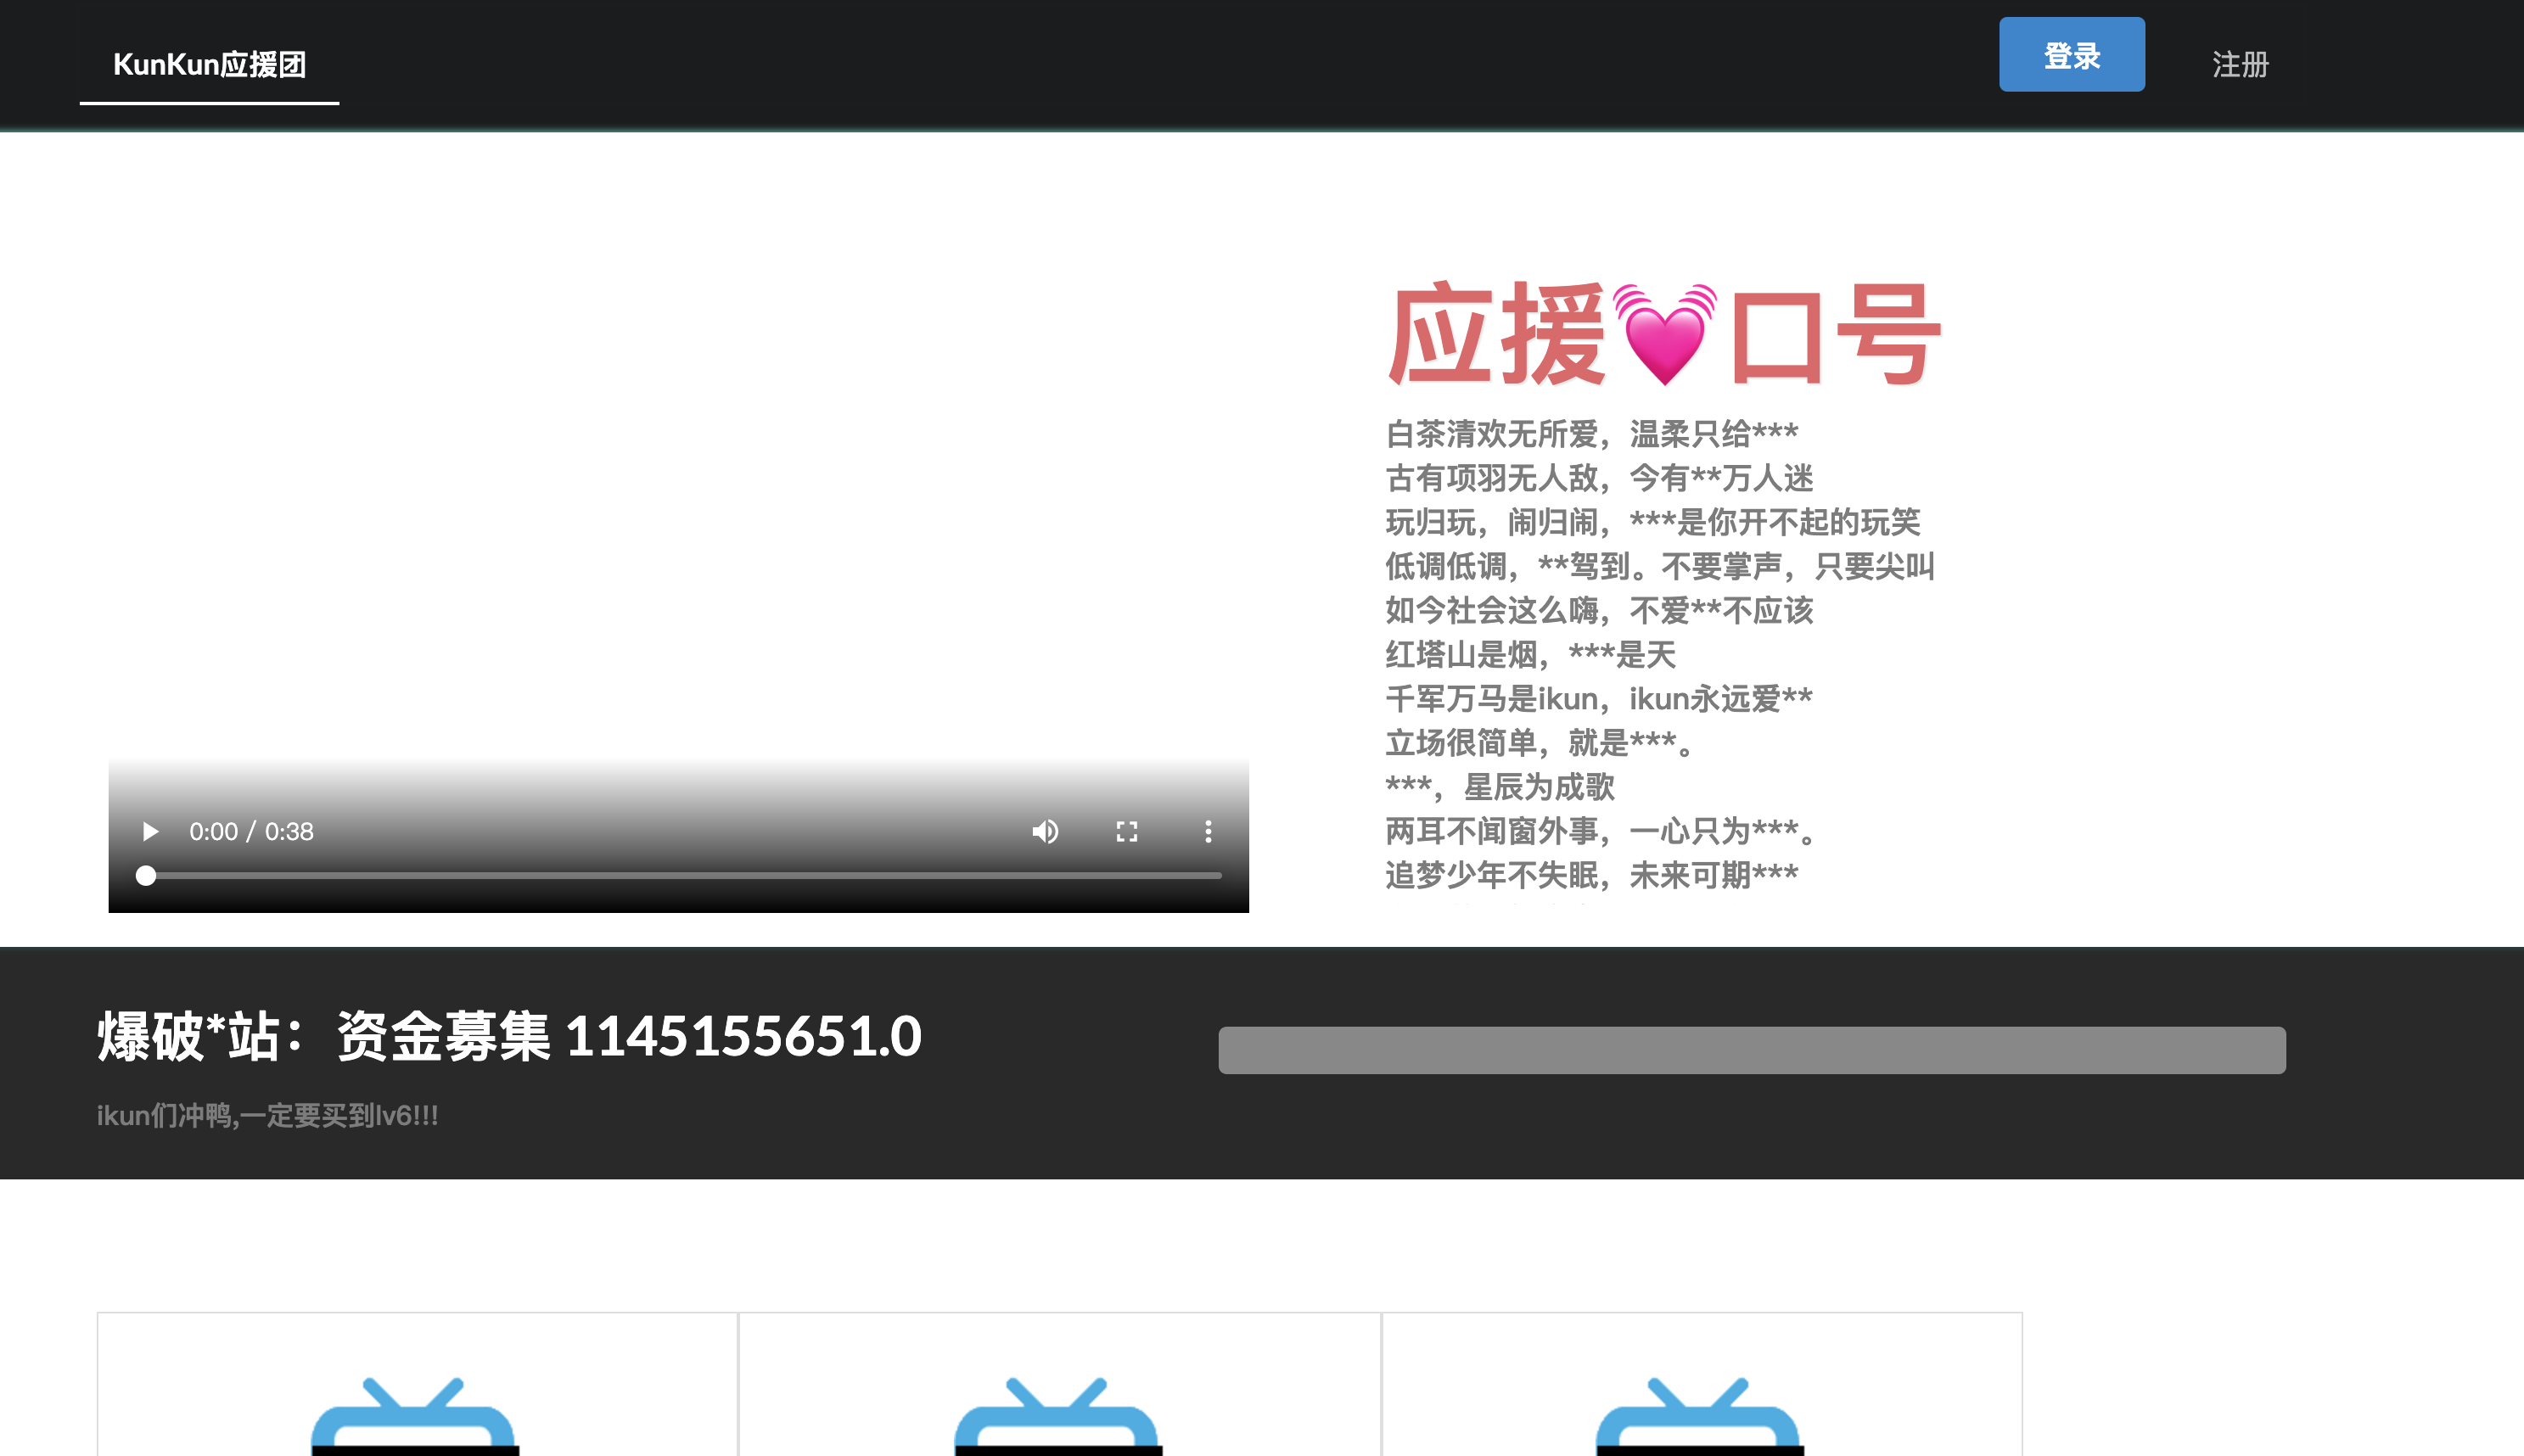 KunKun应援团
登录
注册
应援💓口号
白茶清欢无所爱，温柔只给***
古有项羽无人敌，今有**万人迷
玩归玩，闹归闹，***是你开不起的玩笑
低调低调，**驾到。不要掌声，只要尖叫
如今社会这么嗨，不爱**不应该
红塔山是烟，***是天
千军万马是ikun，ikun永远爱**
立场很简单，就是***。
***，星辰为成歌
两耳不闻窗外事，一心只为***。
追梦少年不失眠，未来可期***
0:00 / 0:38
爆破*站：资金募集 1145155651.0
ikun们冲鸭,一定要买到lv6!!!